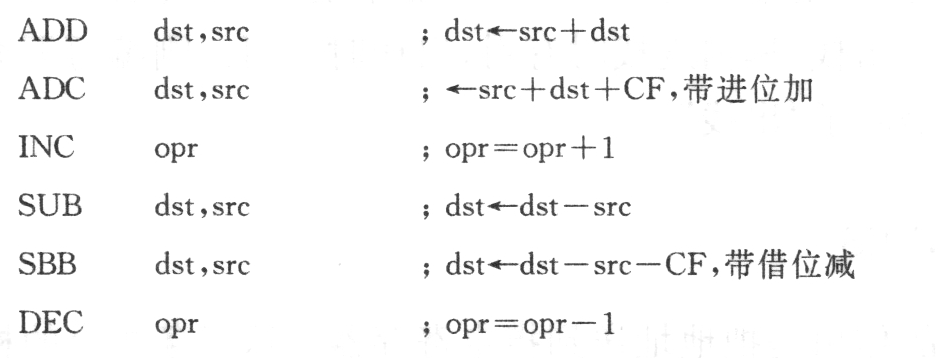 ADD dst,src ; dst←src+dst
ADC dst,src ; ←src+dst+CF,带进位加
INC opr ; opr=opr+1
SUB dst,src ; dst←dst-src
SBB dst,src ; dst←dst-src-CF,带借位减
DEC opr ; opr=opr-1